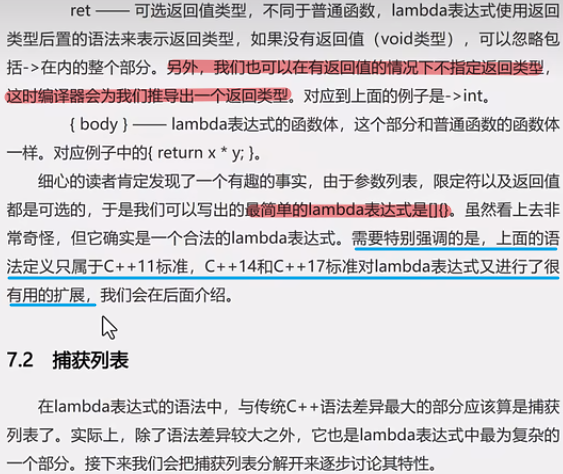 ret —— 可选返回值类型，不同于普通函数，lambda表达式使用返回
类型后置的语法来表示返回类型，如果没有返回值（void类型），可以忽略包
括->在内的整个部分。另外，我们也可以在有返回值的情况下不指定返回类型，
这时编译器会为我们推导出一个返回类型。对应到上面的例子是->int。
{ body } —— lambda表达式的函数体，这个部分和普通函数的函数体
一样。对应例子中的{ return x * y; }。
细心的读者肯定发现了一个有趣的事实，由于参数列表，限定符以及返回值
都是可选的，于是我们可以写出的最简单的lambda表达式是[]{}。虽然看上去非
常奇怪，但它确实是一个合法的lambda表达式。需要特别强调的是，上面的语
法定义只属于C++11标准，C++14和C++17标准对lambda表达式又进行了很
有用的扩展，我们会在后面介绍。
7.2 捕获列表
在lambda表达式的语法中，与传统C++语法差异最大的部分应该算是捕获
列表了。实际上，除了语法差异较大之外，它也是lambda表达式中最为复杂的
一个部分。接下来我们会把捕获列表分解开来逐步讨论其特性。